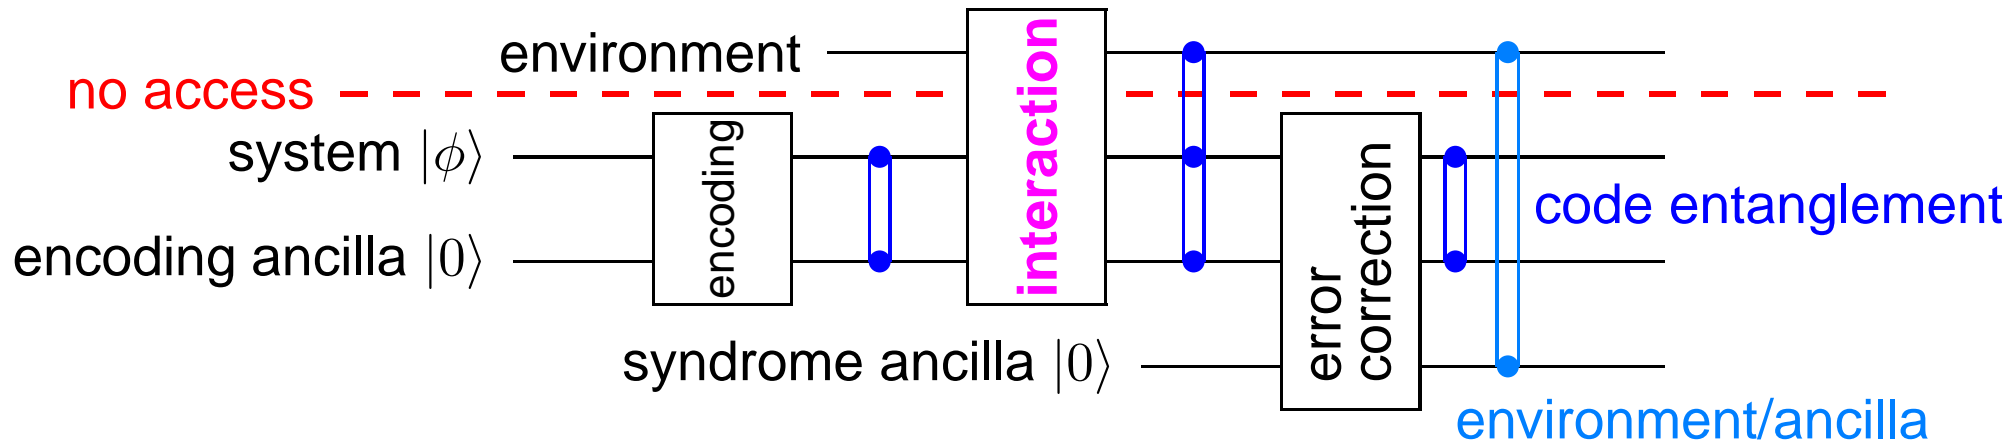 environment
no access
system |ϕ⟩
encoding ancilla |0⟩
encoding
interaction
syndrome ancilla |0⟩
error
correction
code entanglement
environment/ancilla